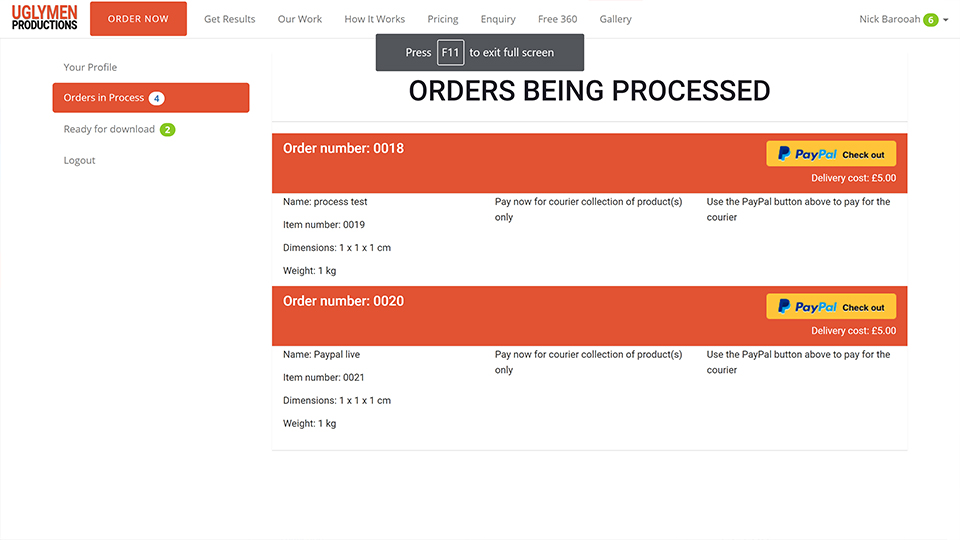 UGLYMEN
PRODUCTIONS
ORDER NOW
Get Results
Our Work
How It Works
Pricing
Enquiry
Free 360
Gallery
Nick Barooah 6
Press F11 to exit full screen
Your Profile
Orders in Process 4
Ready for download 2
Logout
ORDERS BEING PROCESSED
Order number: 0018
PayPal Check out
Delivery cost: £5.00
Name: process test
Item number: 0019
Dimensions: 1 x 1 x 1 cm
Weight: 1 kg
Pay now for courier collection of product(s)
only
Use the PayPal button above to pay for the
courier
Order number: 0020
PayPal Check out
Delivery cost: £5.00
Name: Paypal live
Item number: 0021
Dimensions: 1 x 1 x 1 cm
Weight: 1 kg
Pay now for courier collection of product(s)
only
Use the PayPal button above to pay for the
courier